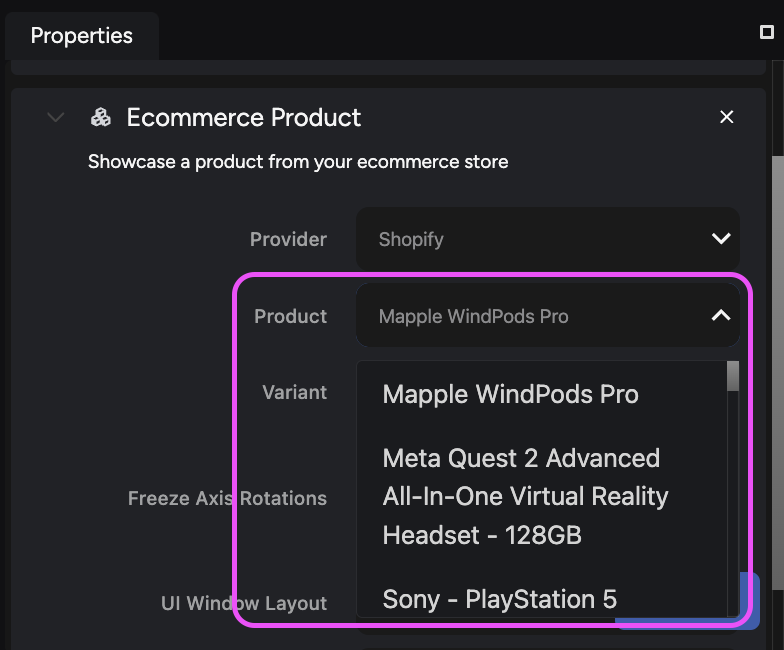 Properties
Ecommerce Product
Showcase a product from your ecommerce store
Provider
Shopify
Product
Mapple WindPods Pro
Variant
Mapple WindPods Pro
Meta Quest 2 Advanced
All-In-One Virtual Reality
Headset - 128GB
Freeze Axis Rotations
Sony - PlayStation 5
UI Window Layout